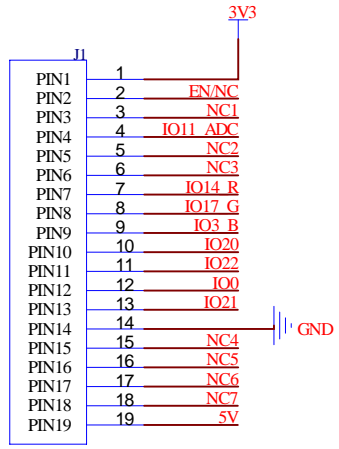 3V3
J1
PIN1 1
PIN2 2 EN/NC
PIN3 3 NC1
PIN4 4 IO11_ADC
PIN5 5 NC2
PIN6 6 NC3
PIN7 7 IO14_R
PIN8 8 IO17_G
PIN9 9 IO3_B
PIN10 10 IO20
PIN11 11 IO22
PIN12 12 IO0
PIN13 13 IO21
PIN14 14 GND
PIN15 15 NC4
PIN16 16 NC5
PIN17 17 NC6
PIN18 18 NC7
PIN19 19 5V